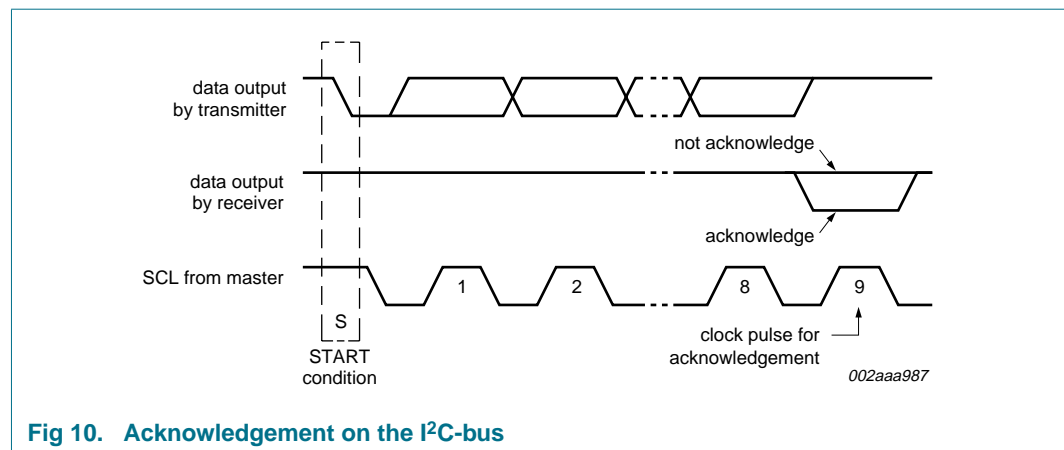 data output
by transmitter
not acknowledge
data output
by receiver
acknowledge
SCL from master
1
2
8
9
S
START
condition
clock pulse for
acknowledgement
002aaa987
Fig 10. Acknowledgement on the I²C-bus